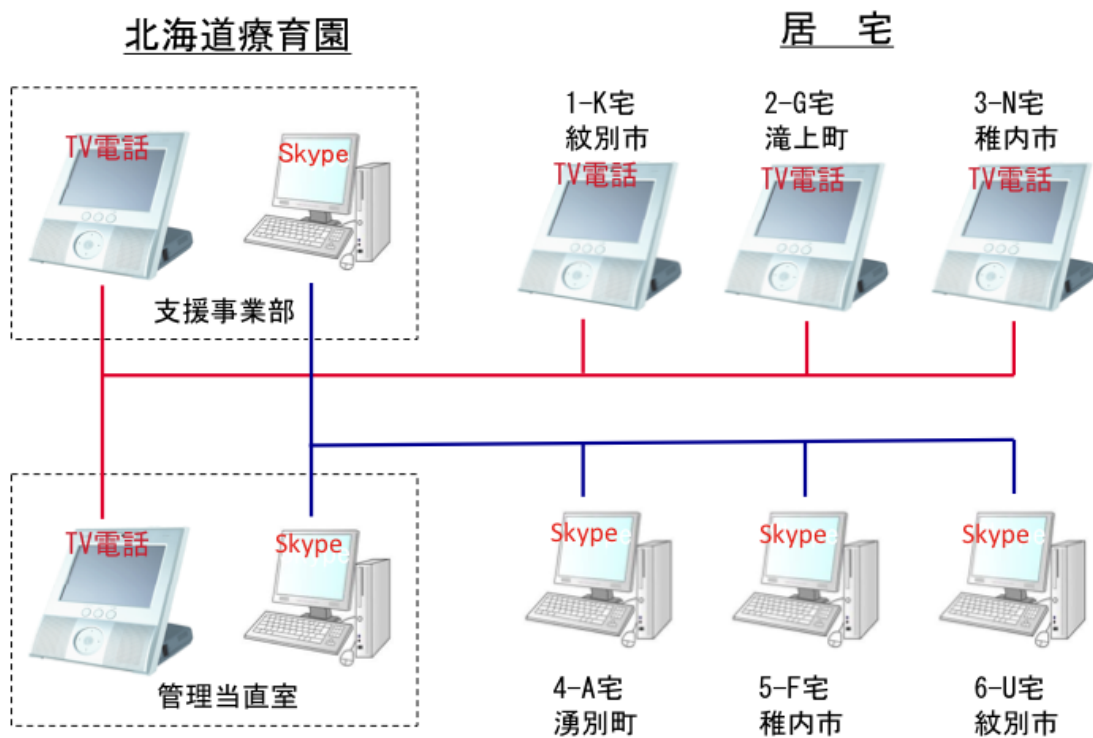 北海道療育園
居　宅
TV電話
Skype
支援事業部
1-K宅
紋別市
TV電話
2-G宅
滝上町
TV電話
3-N宅
稚内市
TV電話
TV電話
Skype
管理当直室
Skype
4-A宅
湧別町
Skype
5-F宅
稚内市
Skype
6-U宅
紋別市